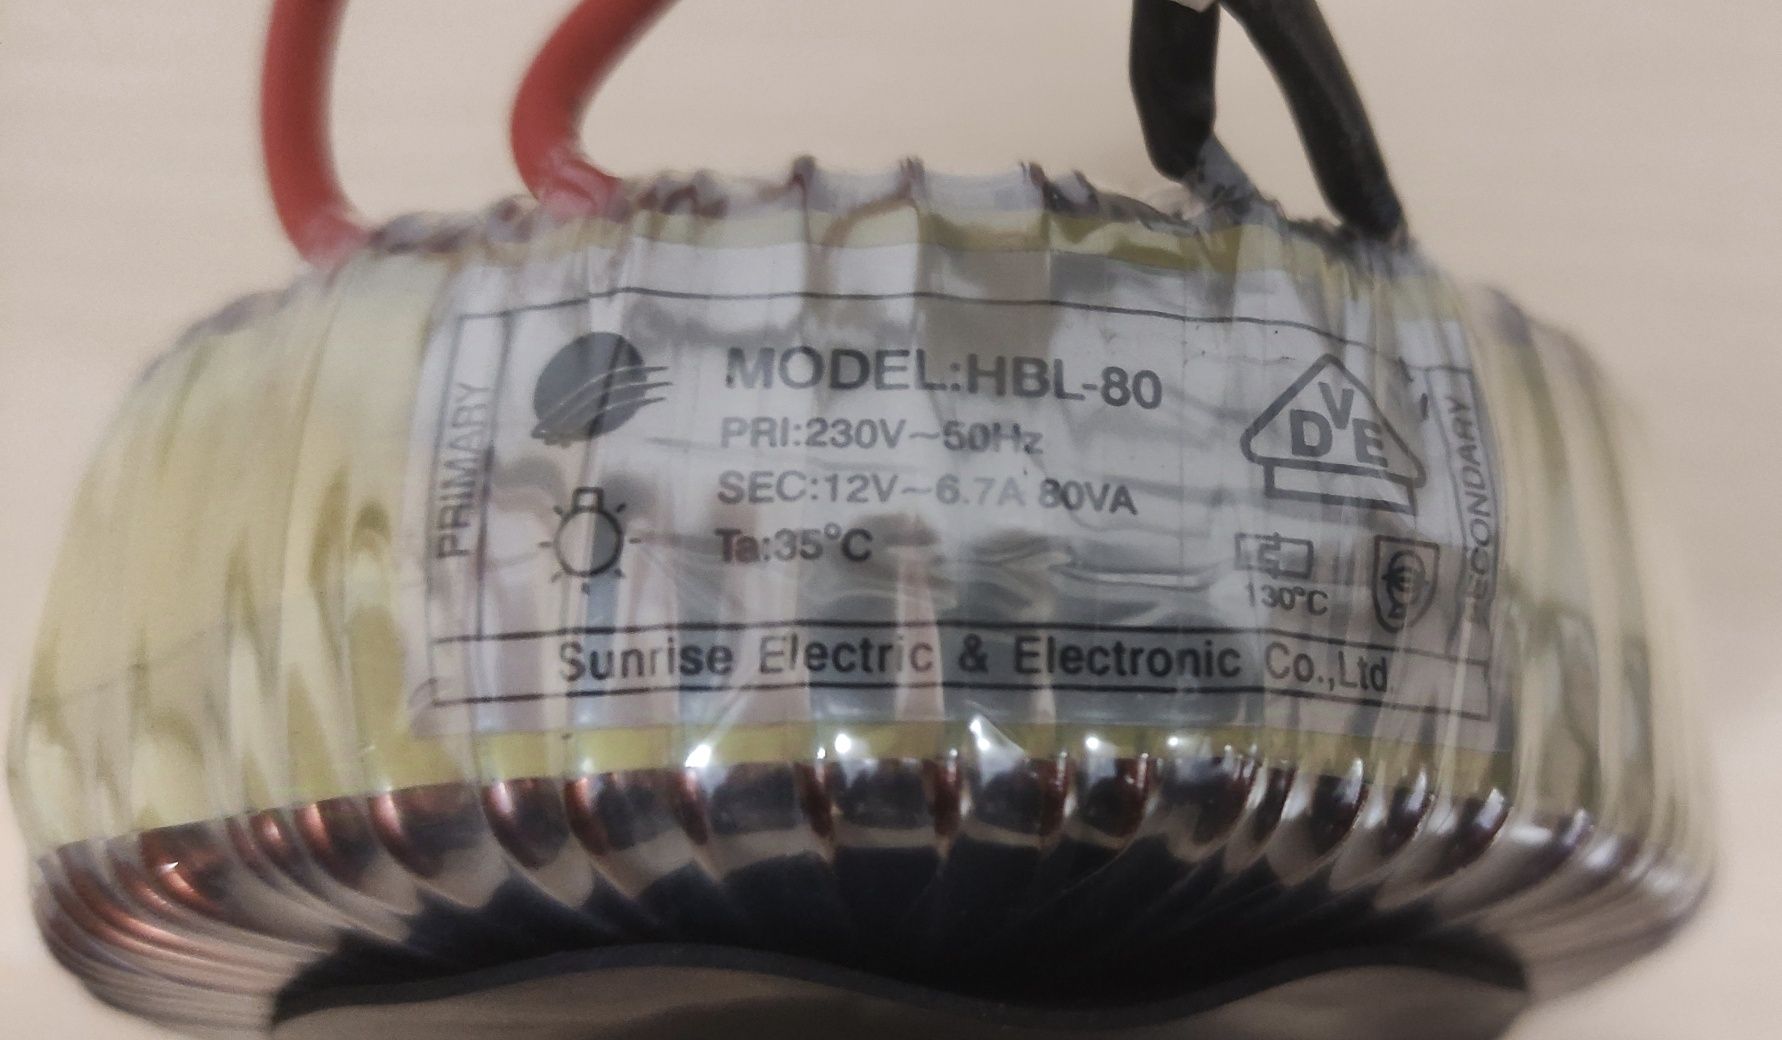 PRIMARY
MODEL:HBL-80
PRI:230V~50Hz
SEC:12V~6.7A 80VA
Ta:35°C
DVE
130°C
SECONDARY
Sunrise Electric & Electronic Co.,Ltd.